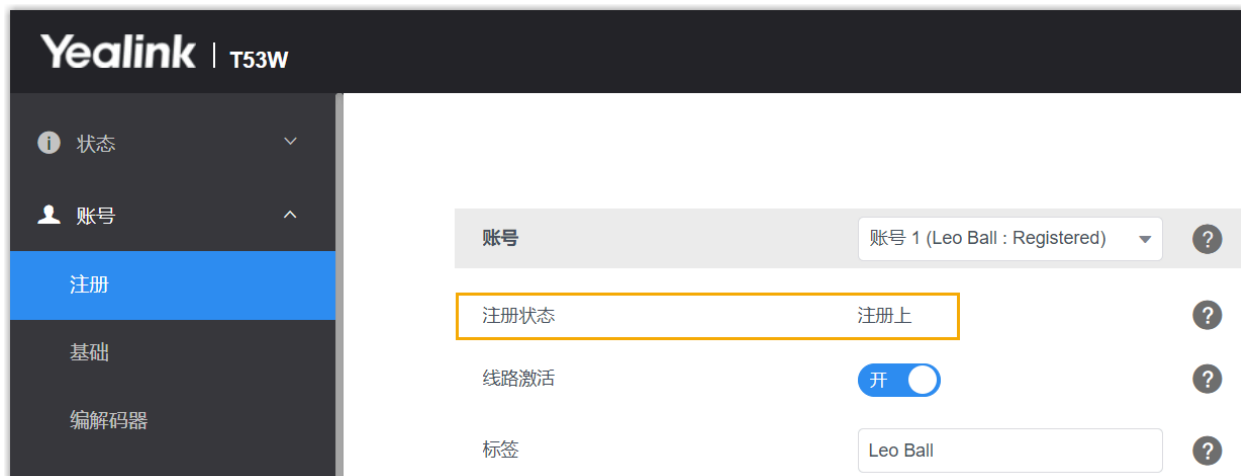 Yealink | T53W
状态
账号
注册
基础
编解码器
账号 账号 1 (Leo Ball : Registered)
注册状态 注册上
线路激活 开
标签 Leo Ball